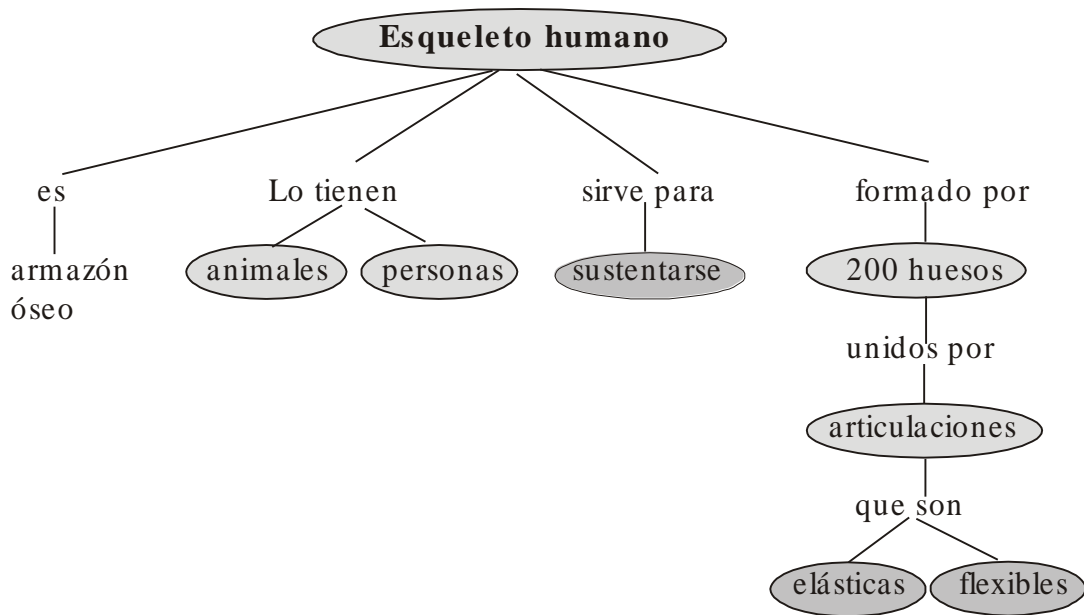 Esqueleto humano
es
Lo tienen
sirve para
formado por
armazón
óseo
animales
personas
sustentarse
200 huesos
unidos por
articulaciones
que son
elásticas
flexibles